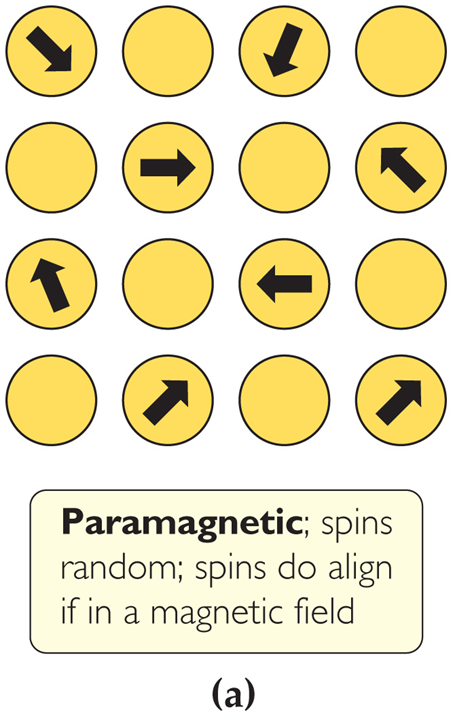 Paramagnetic; spins
random; spins do align
if in a magnetic field
(a)